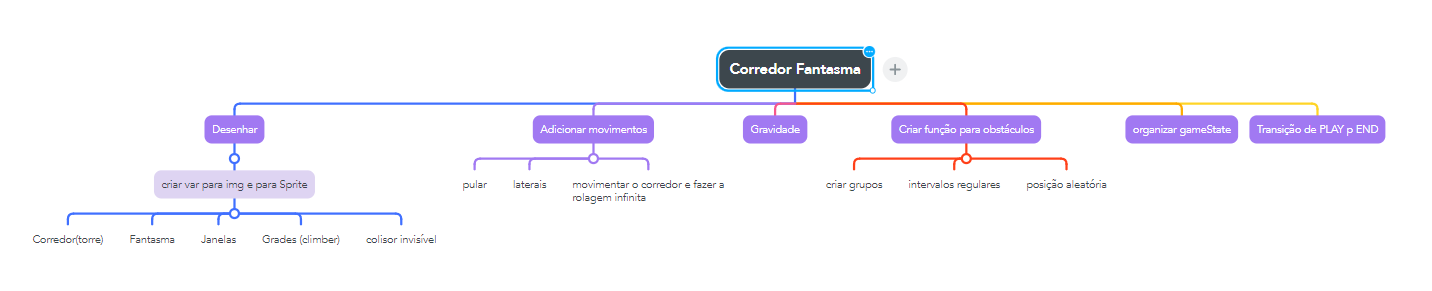 Corredor Fantasma
Desenhar
Adicionar movimentos
Gravidade
Criar função para obstáculos
organizar gameState
Transição de PLAY p END
criar var para img e para Sprite
pular
laterais
movimentar o corredor e fazer a
rolagem infinita
criar grupos
intervalos regulares
posição aleatória
Corredor(torre)
Fantasma
Janelas
Grades (climber)
colisor invisível